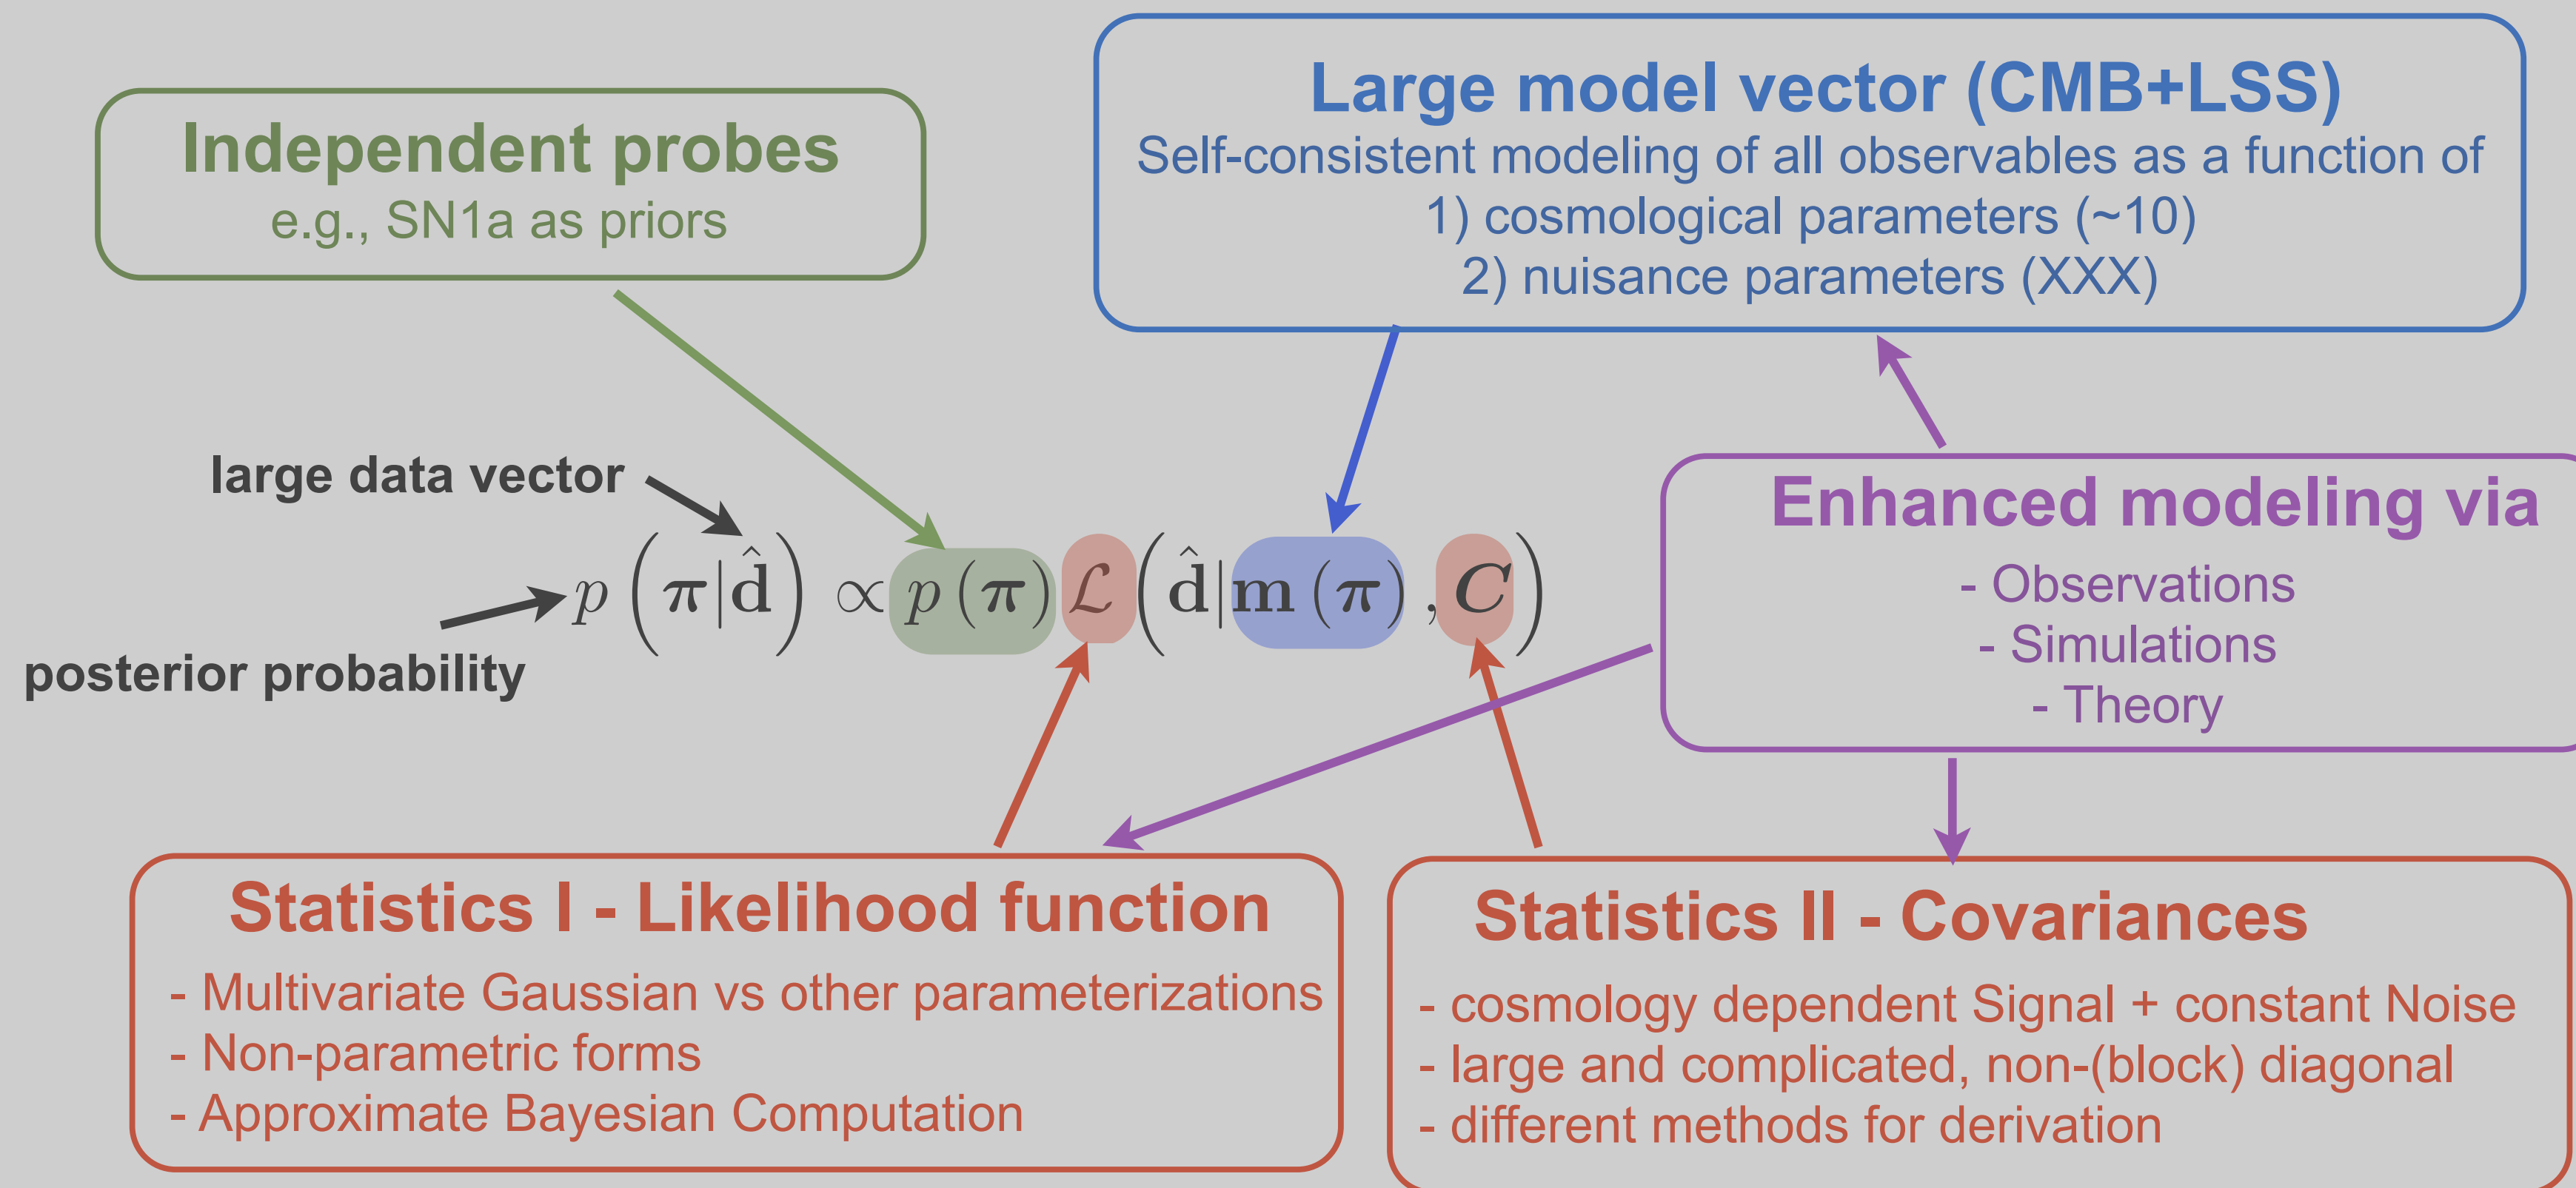 Independent probes
e.g., SN1a as priors
Large model vector (CMB+LSS)
Self-consistent modeling of all observables as a function of
1) cosmological parameters (~10)
2) nuisance parameters (XXX)
large data vector
posterior probability
p(π|d̂) ∝ p(π) ℒ(d̂|m(π), C)
Enhanced modeling via
- Observations
- Simulations
- Theory
Statistics I - Likelihood function
- Multivariate Gaussian vs other parameterizations
- Non-parametric forms
- Approximate Bayesian Computation
Statistics II - Covariances
- cosmology dependent Signal + constant Noise
- large and complicated, non-(block) diagonal
- different methods for derivation